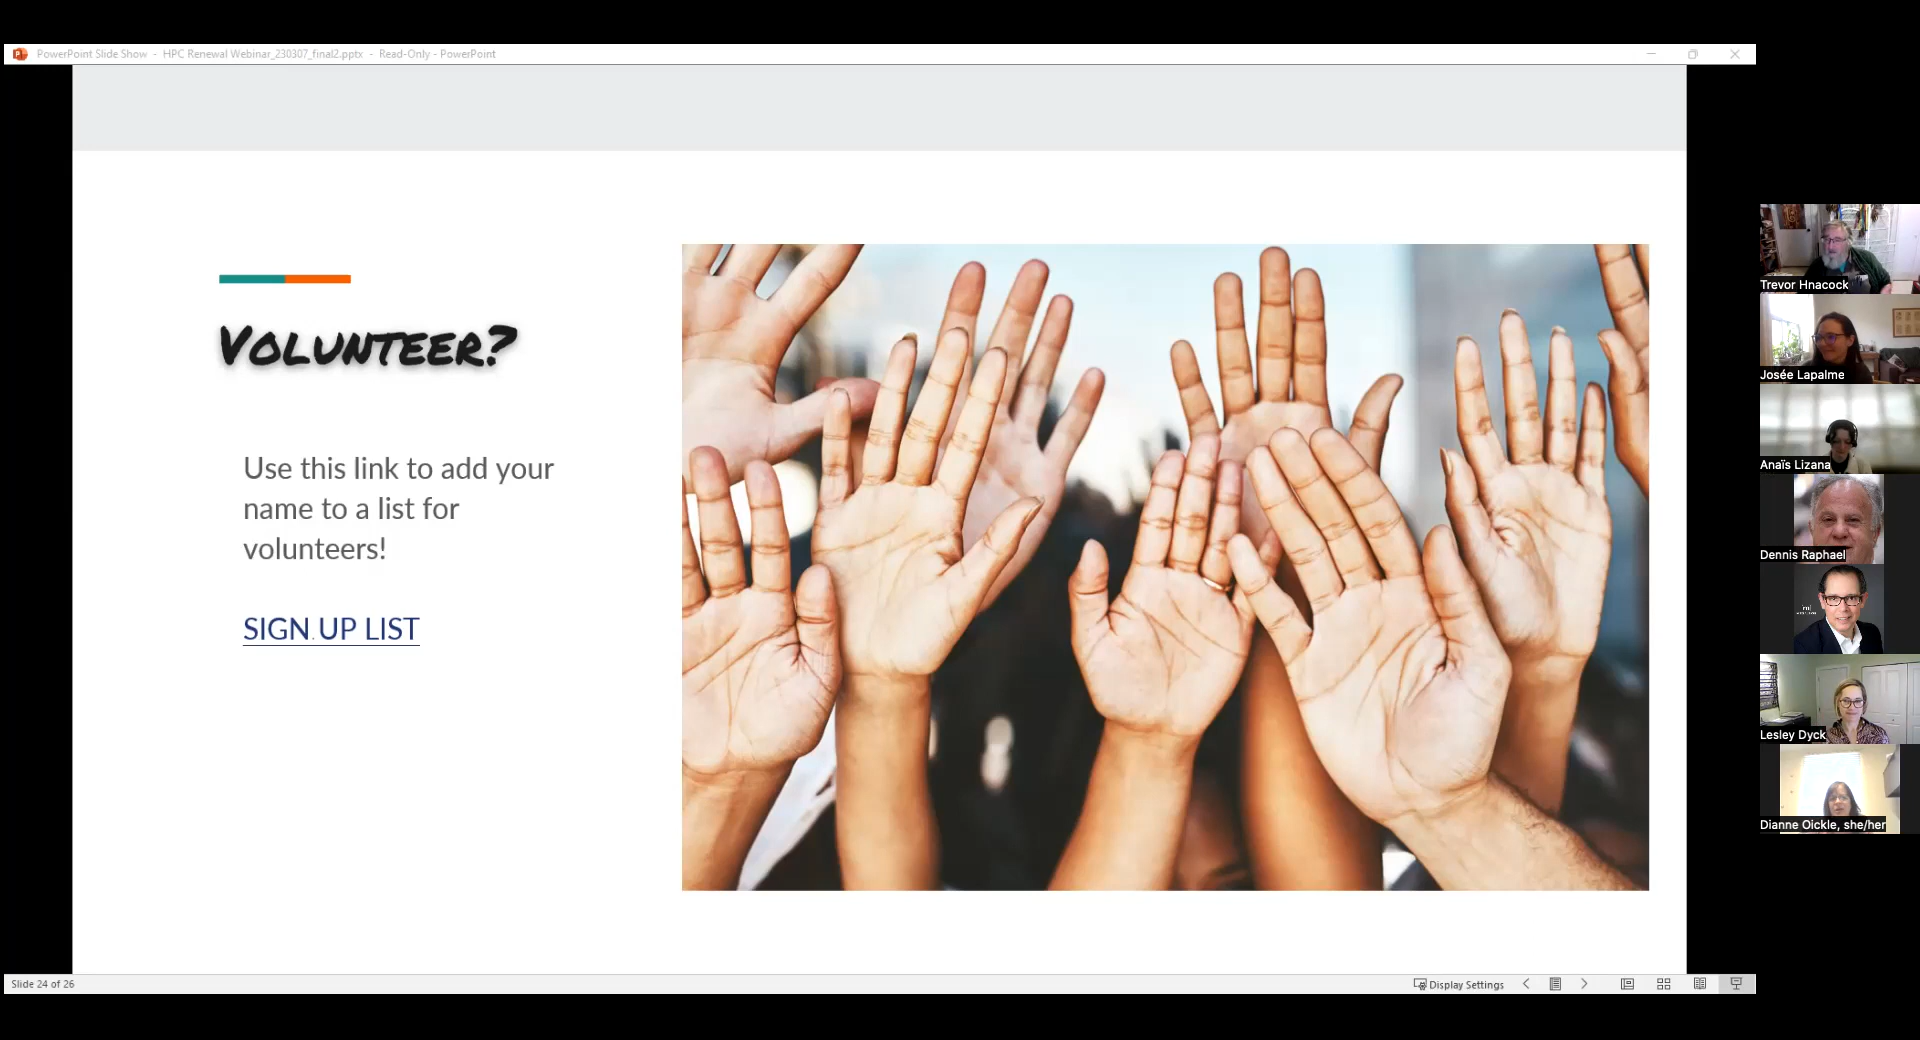 PowerPoint Slide Show - HPC Renewal Webinar_230307_final2.pptx - Read-Only - PowerPoint
VOLUNTEER?
Use this link to add your
name to a list for
volunteers!
SIGN UP LIST
Trevor Hnacock
Josée Lapalme
Anaïs Lizana
Dennis Raphael
Lesley Dyck
Dianne Oickle, she/her
Slide 24 of 26
Display Settings